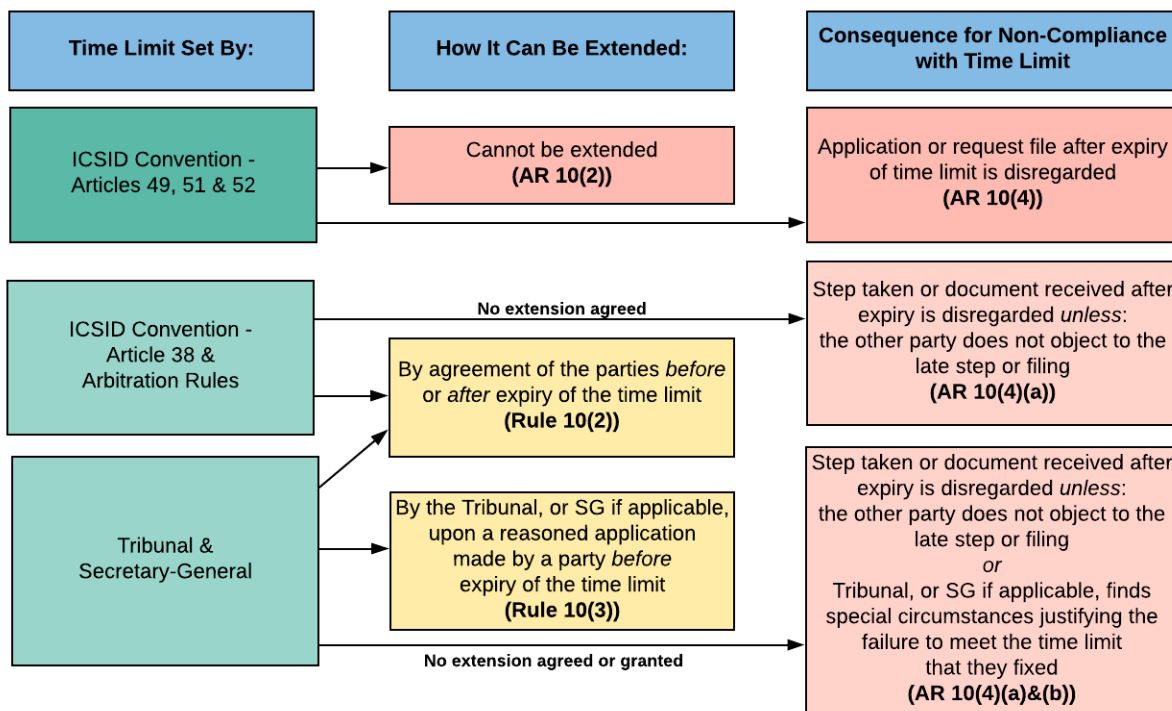 Time Limit Set By:
How It Can Be Extended:
Consequence for Non-Compliance
with Time Limit
ICSID Convention -
Articles 49, 51 & 52
Cannot be extended
(AR 10(2))
Application or request file after expiry
of time limit is disregarded
(AR 10(4))
ICSID Convention -
Article 38 &
Arbitration Rules
No extension agreed
By agreement of the parties before
or after expiry of the time limit
(Rule 10(2))
Step taken or document received after
expiry is disregarded unless:
the other party does not object to the
late step or filing
(AR 10(4)(a))
Tribunal &
Secretary-General
By the Tribunal, or SG if applicable,
upon a reasoned application
made by a party before
expiry of the time limit
(Rule 10(3))
No extension agreed or granted
Step taken or document received after
expiry is disregarded unless:
the other party does not object to the
late step or filing
or
Tribunal, or SG if applicable, finds
special circumstances justifying the
failure to meet the time limit
that they fixed
(AR 10(4)(a)&(b))